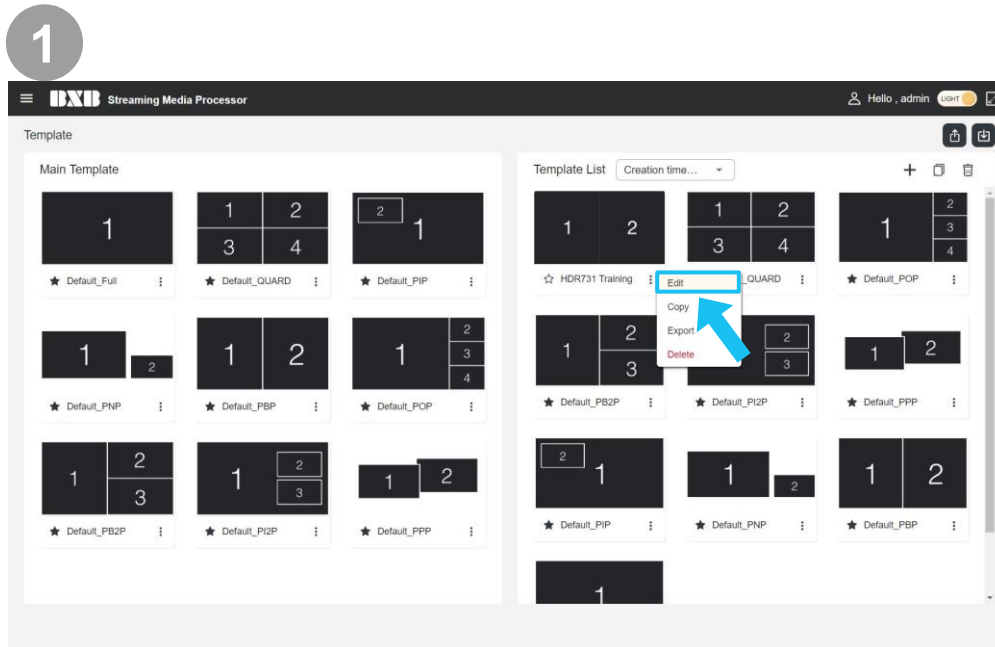 1
BXB Streaming Media Processor
Hello , admin
LIGHT
Template
Main Template
1
1 2
3 4
2
1
Default_Full
Default_QUARD
Default_PIP
1
2
1 2
1
2
3
4
Default_PNP
Default_PBP
Default_POP
1
2
3
1
2
3
1
2
Default_PB2P
Default_PI2P
Default_PPP
Template List
Creation time...
1 2
1 2
3 4
1
2
3
4
HDR731 Training
_QUARD
Default_POP
Edit
Copy
Export
Delete
1
2
3
2
3
1
2
Default_PB2P
Default_PI2P
Default_PPP
2
1
1
2
1 2
Default_PIP
Default_PNP
Default_PBP
1